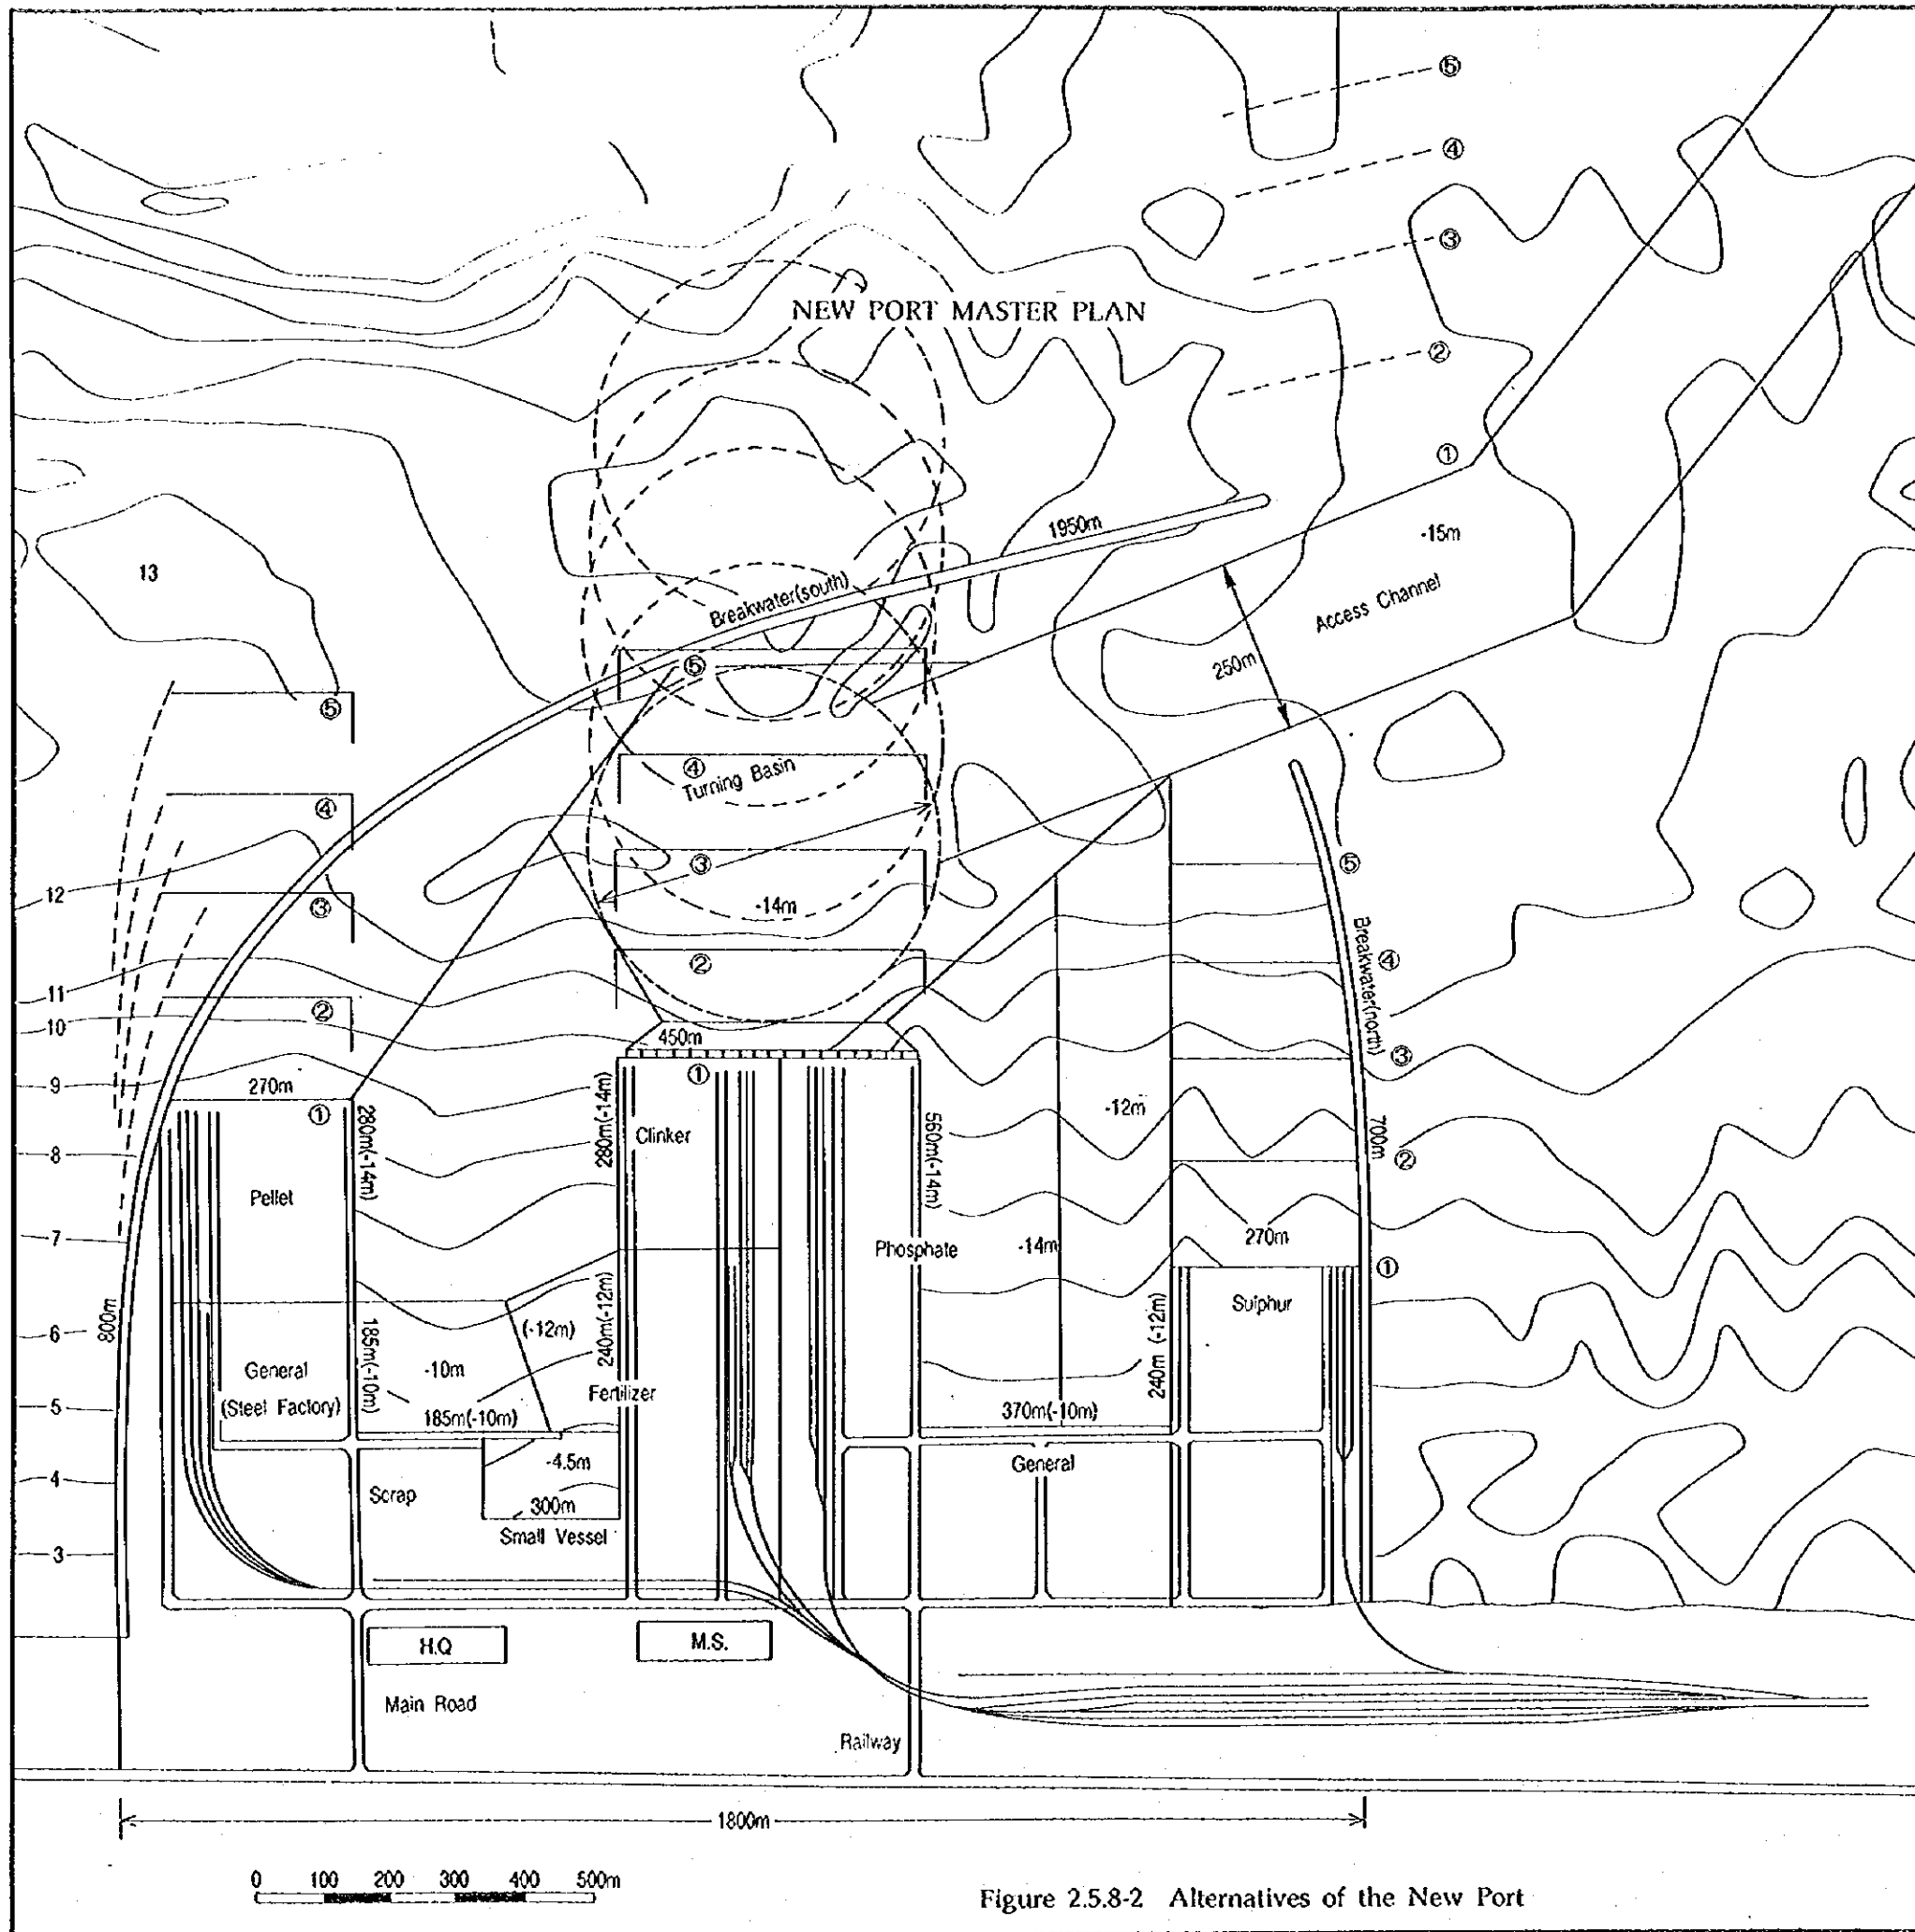 ⑤
④
③
NEW PORT MASTER PLAN
②
①
1950m
-15m
13
Access Channel
Breakwater(south)
250m
⑤
⑤
④
Turning Basin
④
③
⑤
12
③
-14m
Breakwater(north)
②
④
11
②
10
450m
③
9
270m
①
①
280m(-14m)
280m(-14m)
Clinker
560m(-14m)
-12m
700m
②
8
Pellet
7
Phosphate
-14m
270m
①
800m
6
185m(-10m)
(-12m)
240m(-12m)
240m (-12m)
Sulphur
General
(Steel Factory)
-10m
Fertilizer
5
185m(-10m)
370m(-10m)
-4.5m
General
4
Scrap
300m
Small Vessel
3
H.Q
M.S.
Main Road
Railway
1800m
0 100 200 300 400 500m
Figure 2.5.8-2 Alternatives of the New Port